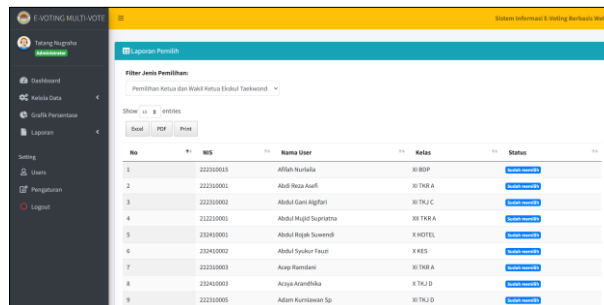 E-VOTING MULTI-VOTE
Sistem Informasi E-Voting Berbasis Web
Tatang Nugraha
Administrator
Laporan Pemilih
Filter Jenis Pemilihan:
Pemilihan Ketua dan Wakil Ketua Ekskul Taekwond
Dashboard
Kelola Data
Grafik Persentase
Laporan
Setting
Users
Pengaturan
Logout
Show entries
Excel PDF Print
No NIS Nama User Kelas Status
1 222310015 Afifah Nurlaila XI BDP Sudah memilih
2 222310001 Abdi Reza Asefi XI TKR A Sudah memilih
3 222310002 Abdul Gani Algifari XI TKJ C Sudah memilih
4 212210001 Abdul Mujid Supriatna XII TKR A Sudah memilih
5 232410001 Abdul Rojak Suwendi X HOTEL Sudah memilih
6 232410002 Abdul Syukur Fauzi X KES Sudah memilih
7 222310003 Acep Ramdani XI TKR A Sudah memilih
8 232410003 Acsya Arandhika X TKJ D Sudah memilih
9 222310005 Adam Kurniawan Sp XI TKJ D Sudah memilih